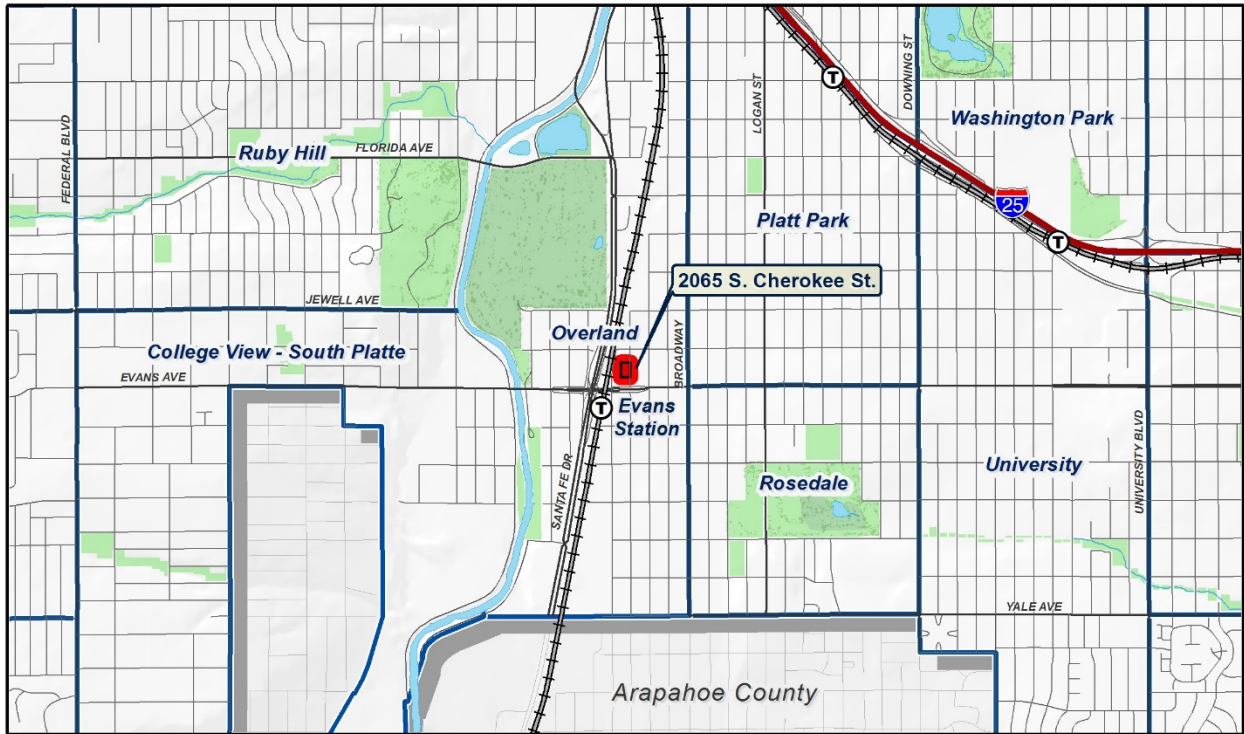 FEDERAL BLVD
Ruby Hill
FLORIDA AVE
LOGAN ST
DOWNING ST
Washington Park
T
25
T
Platt Park
2065 S. Cherokee St.
JEWELL AVE
Overland
BROADWAY
College View - South Platte
EVANS AVE
T
Evans
Station
SANTA FE DR
Rosedale
University
UNIVERSITY BLVD
YALE AVE
Arapahoe County